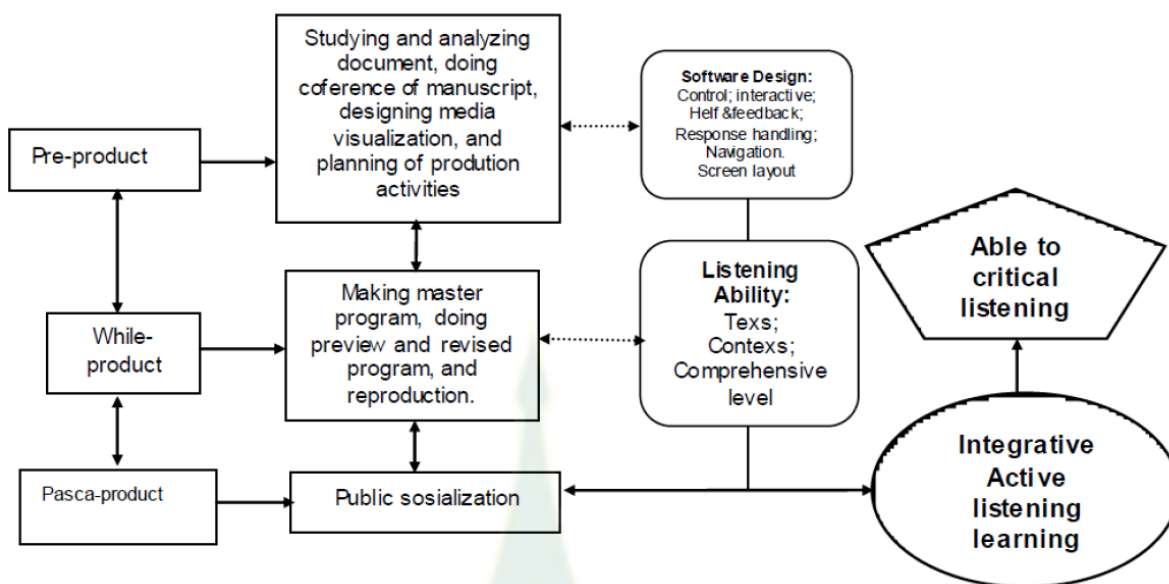 Pre-product
Studying and analyzing
document, doing
coference of manuscript,
designing media
visualization, and
planning of prodution
activities
Software Design:
Control; interactive;
Helf &feedback;
Response handling;
Navigation.
Screen layout
While-
product
Making master
program, doing
preview and revised
program, and
reproduction.
Listening
Ability:
Texs;
Contexs;
Comprehensive
level
Able to
critical
listening
Pasca-product
Public sosialization
Integrative
Active
listening
learning